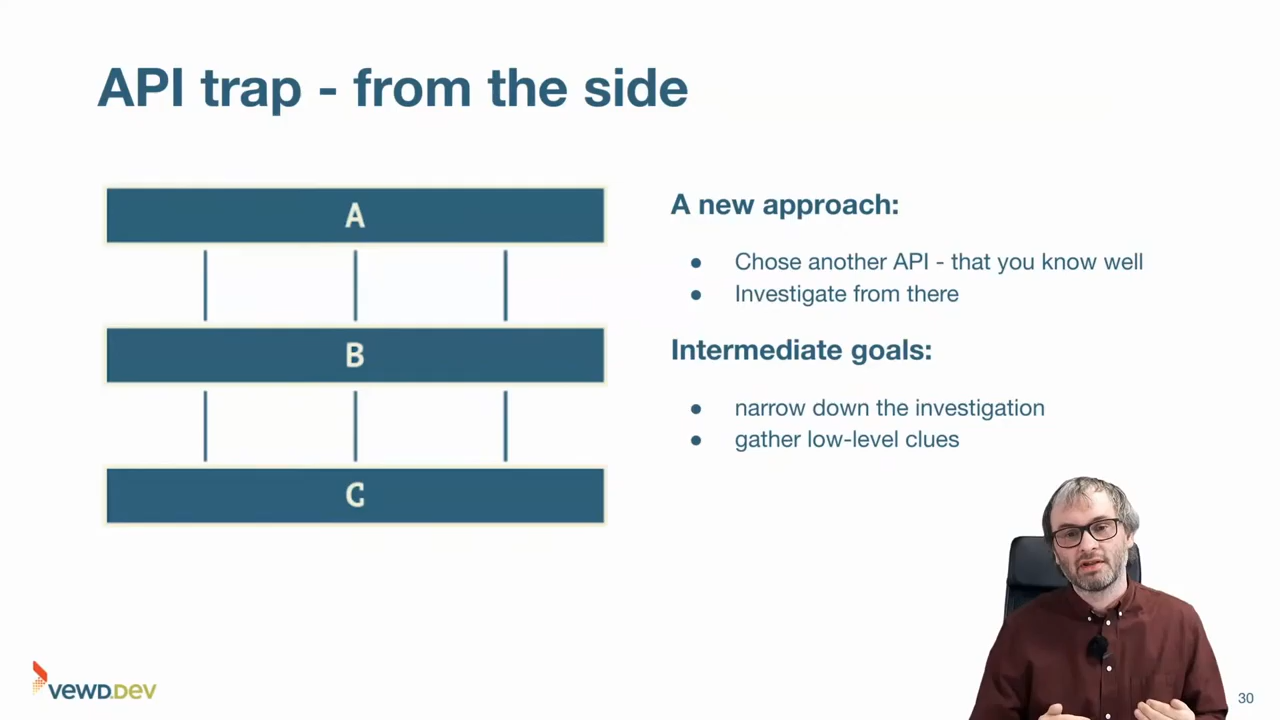 API trap - from the side
A
B
C
A new approach:
● Chose another API - that you know well
● Investigate from there
Intermediate goals:
● narrow down the investigation
● gather low-level clues
VEWD.DEV
30